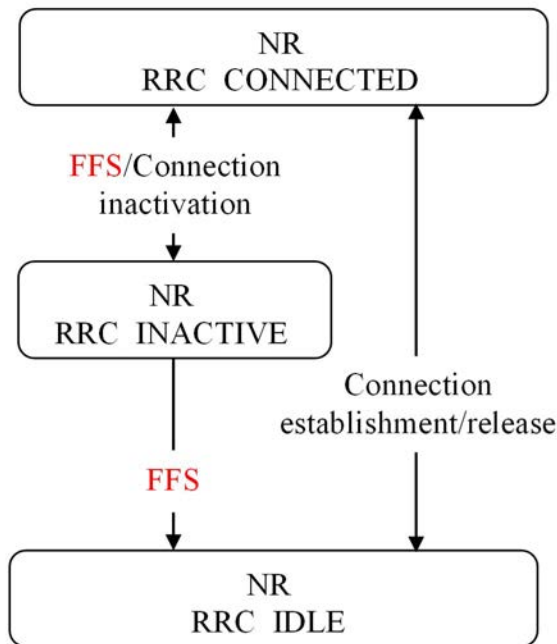 NR
RRC CONNECTED
FFS/Connection
inactivation
NR
RRC INACTIVE
Connection
establishment/release
FFS
NR
RRC IDLE